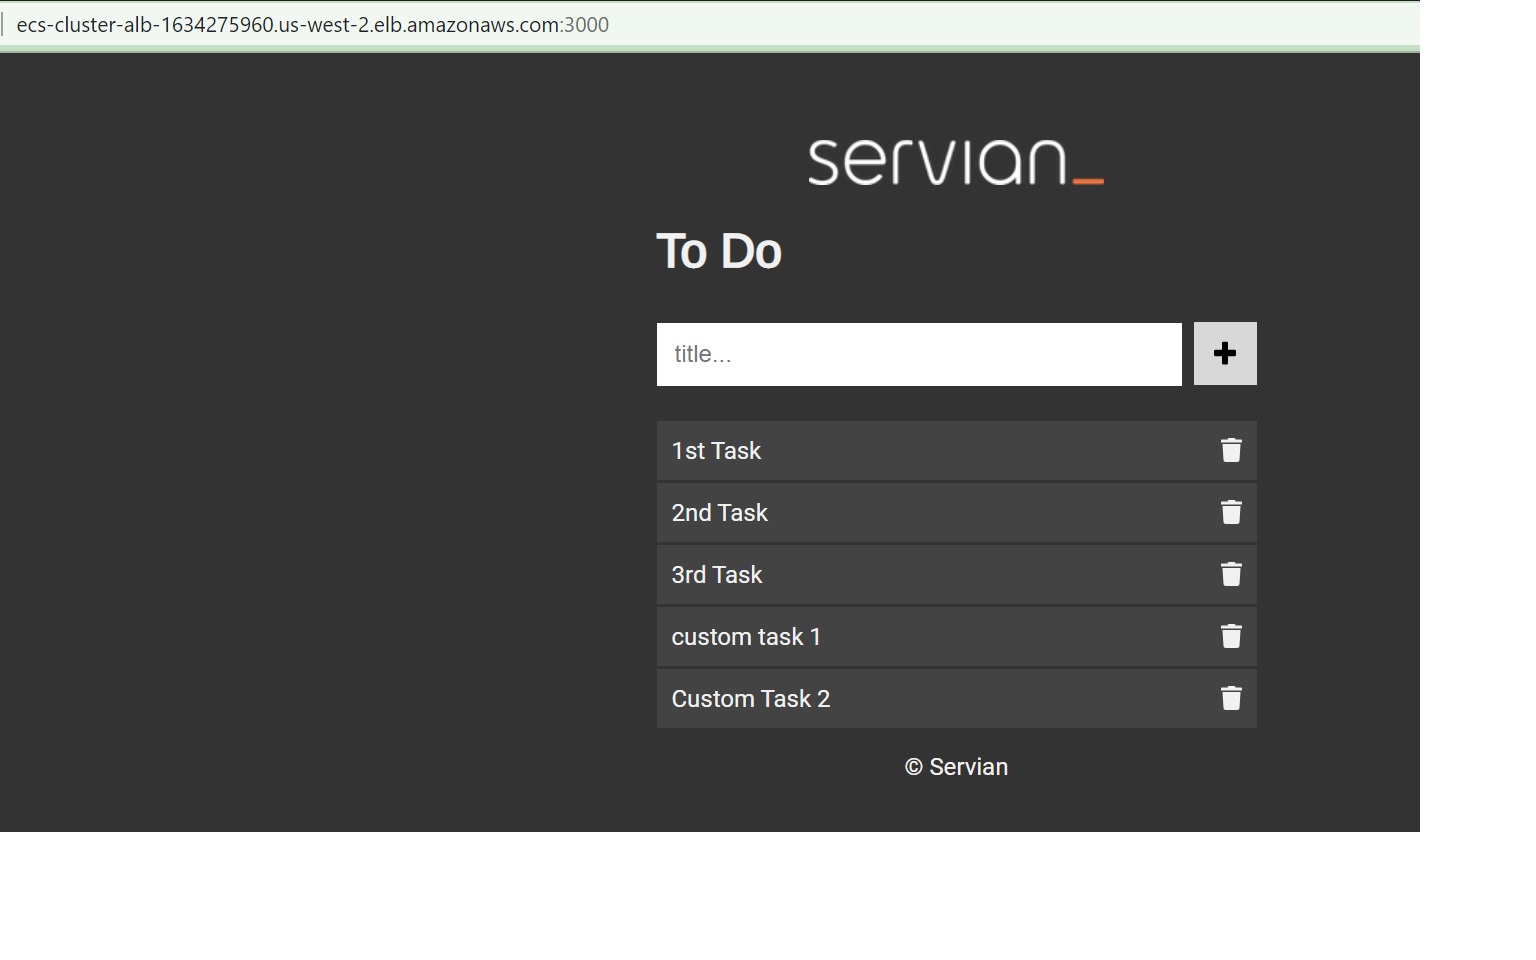 ecs-cluster-alb-1634275960.us-west-2.elb.amazonaws.com:3000
servian_
To Do
title...
1st Task
2nd Task
3rd Task
custom task 1
Custom Task 2
© Servian